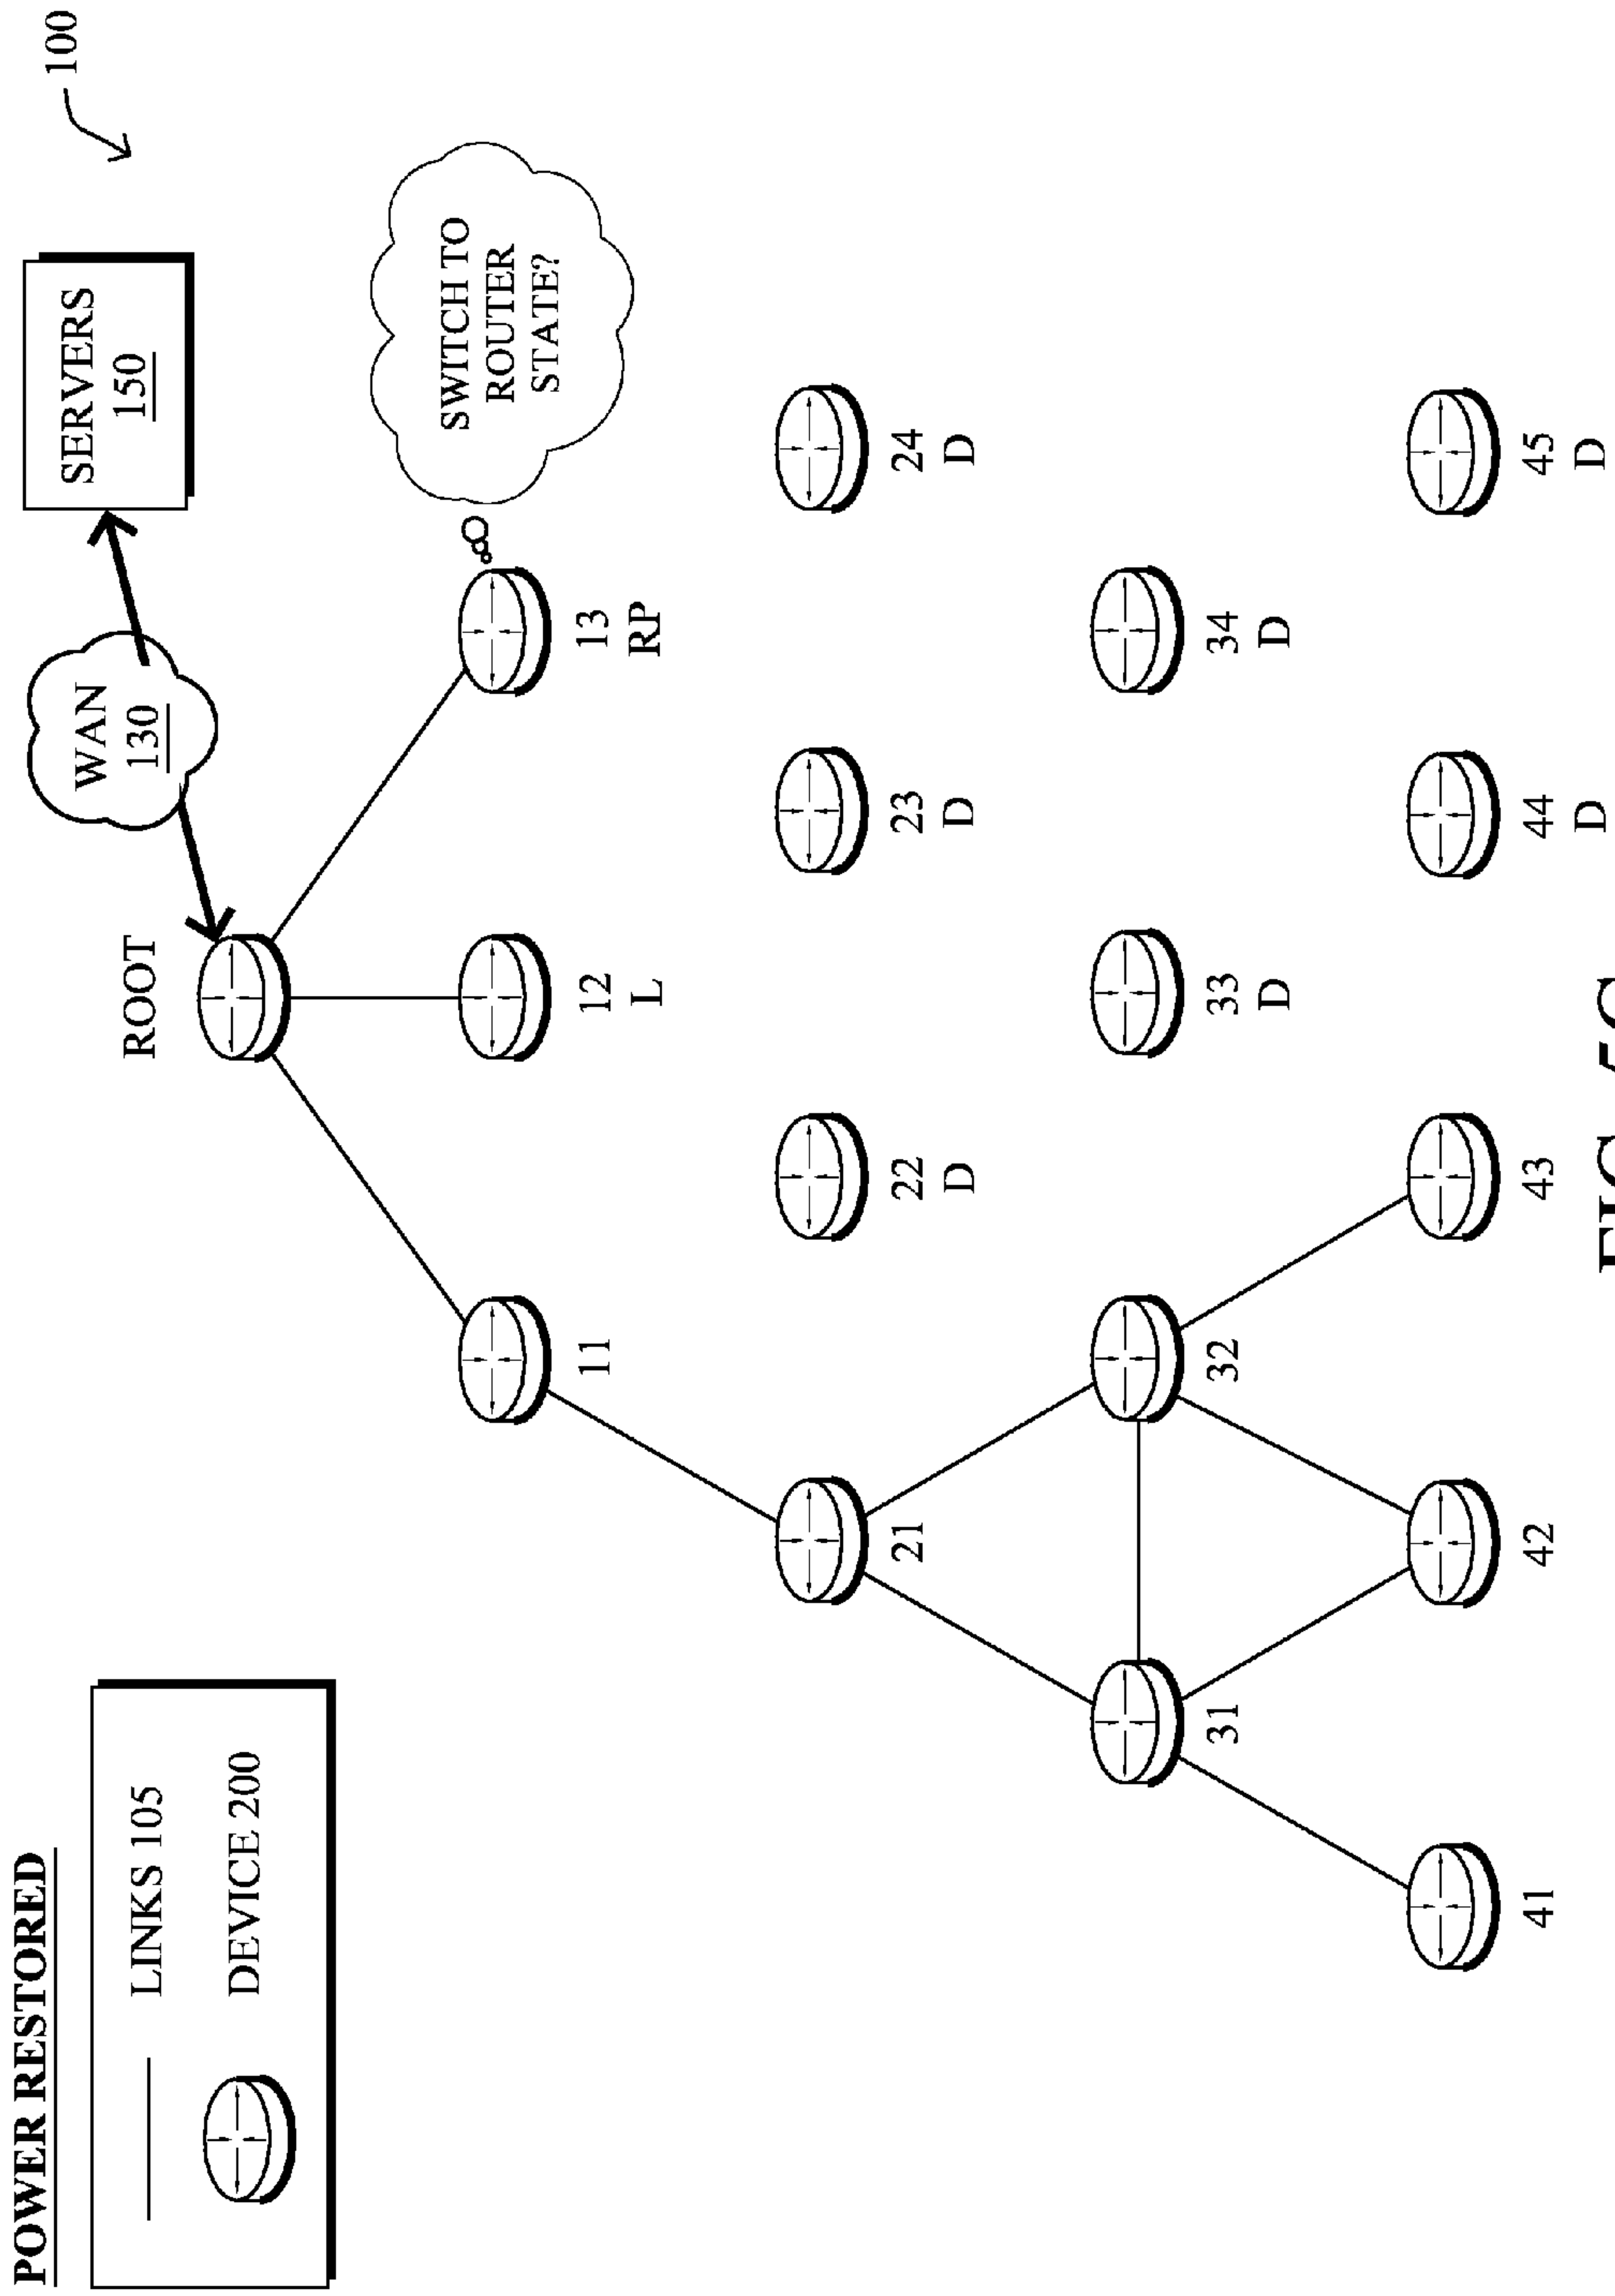 POWER RESTORED
LINKS 105
DEVICE 200
100
SERVERS
150
WAN
130
ROOT
SWITCH TO
ROUTER
STATE?
11
12
L
13
RP
21
22
D
23
D
24
D
31
32
33
D
34
D
41
42
43
44
D
45
D